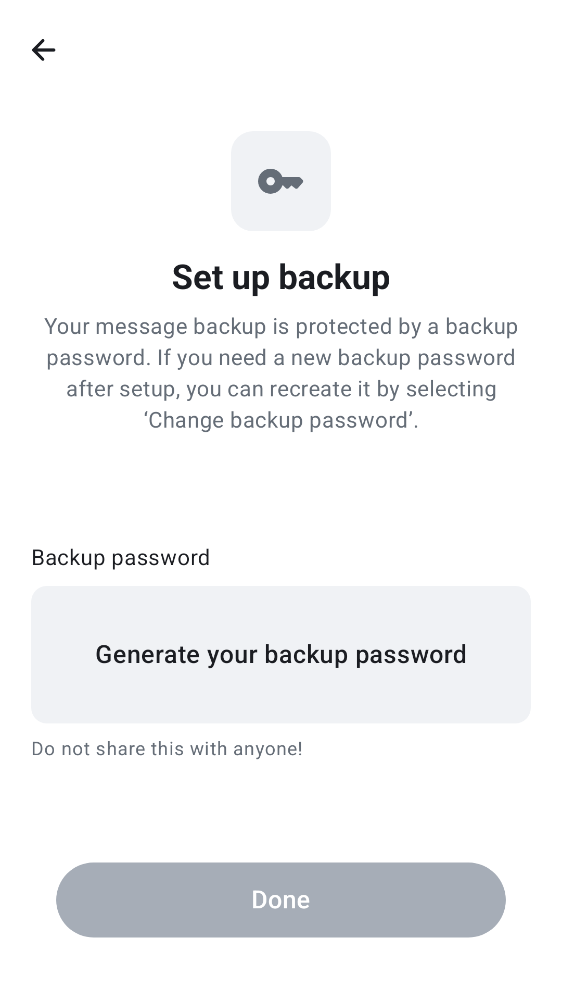 Set up backup
Your message backup is protected by a backup
password. If you need a new backup password
after setup, you can recreate it by selecting
‘Change backup password’.
Backup password
Generate your backup password
Do not share this with anyone!
Done